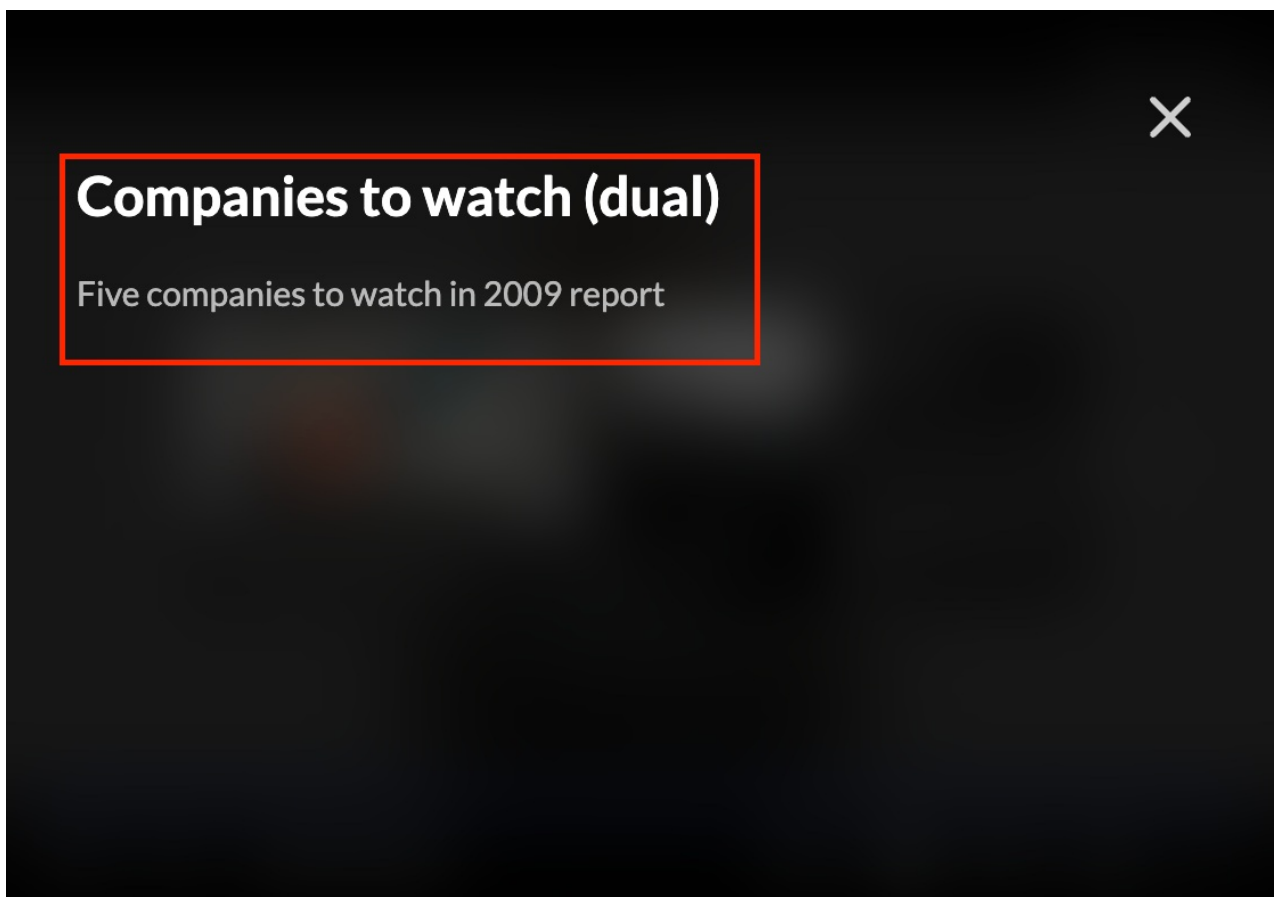 Companies to watch (dual)
Five companies to watch in 2009 report